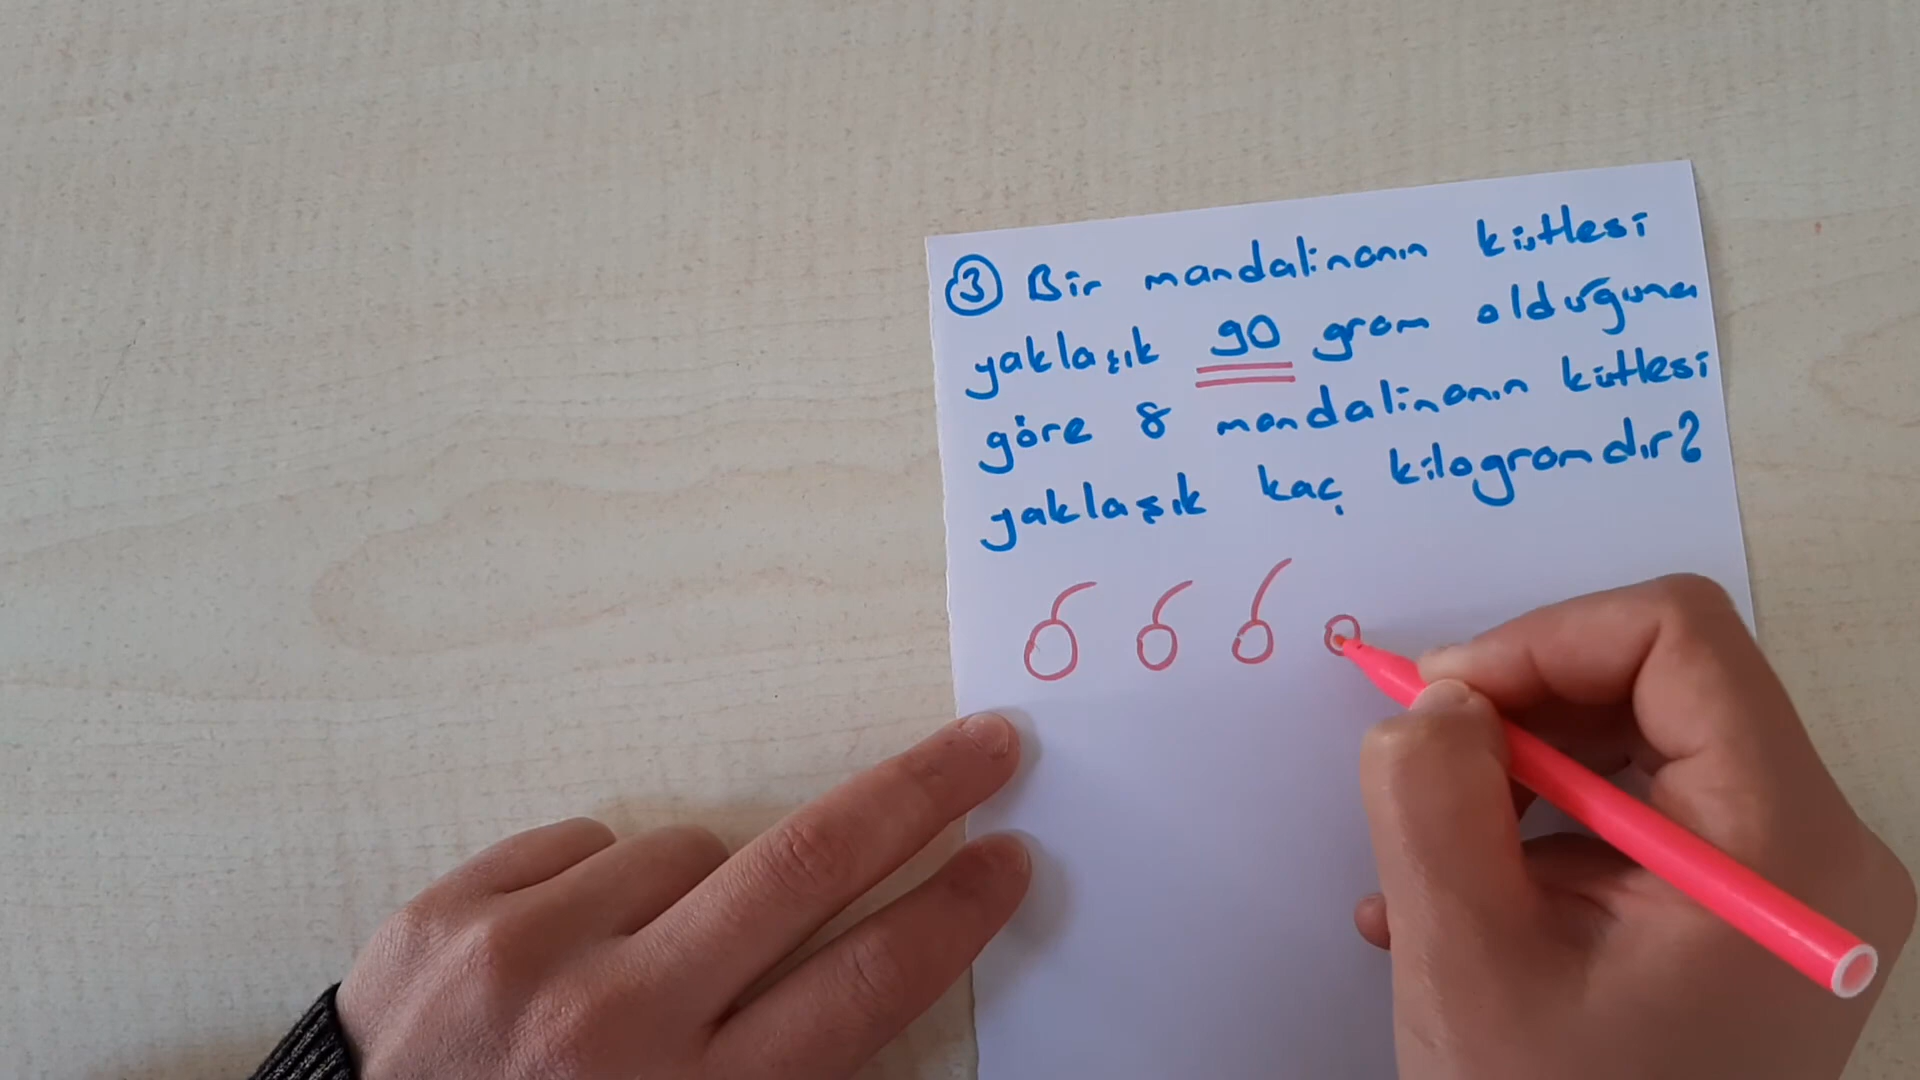 ③ Bir mandalinanın kütlesi
yaklaşık 90 gram olduğuna
göre 8 mandalinanın kütlesi
yaklaşık kaç kilogramdır?